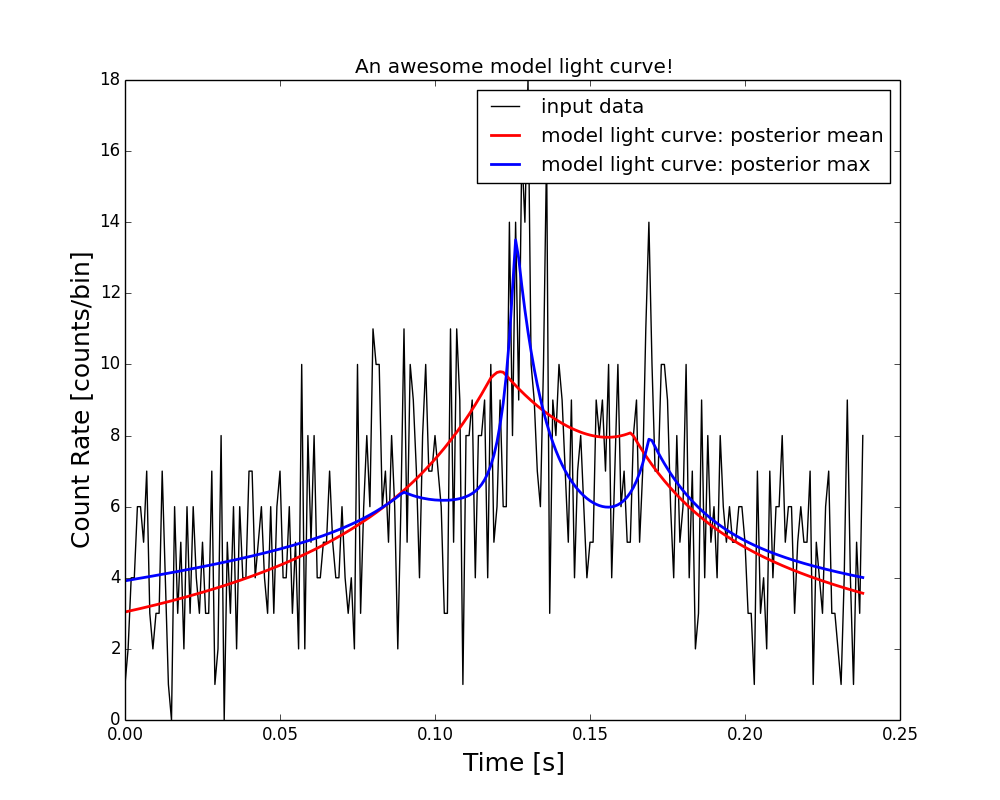 An awesome model light curve!
input data
model light curve: posterior mean
model light curve: posterior max
Count Rate [counts/bin]
18
16
14
12
10
8
6
4
2
0
0.00 0.05 0.10 0.15 0.20 0.25
Time [s]